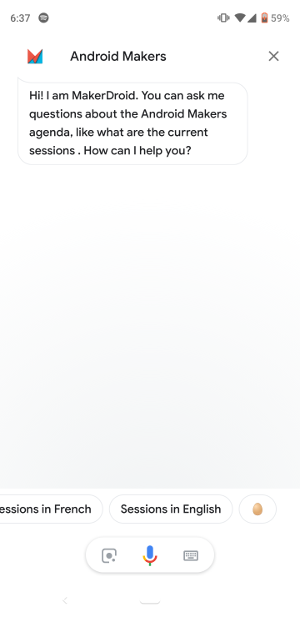 6:37
59%
Android Makers
Hi! I am MakerDroid. You can ask me
questions about the Android Makers
agenda, like what are the current
sessions . How can I help you?
essions in French
Sessions in English